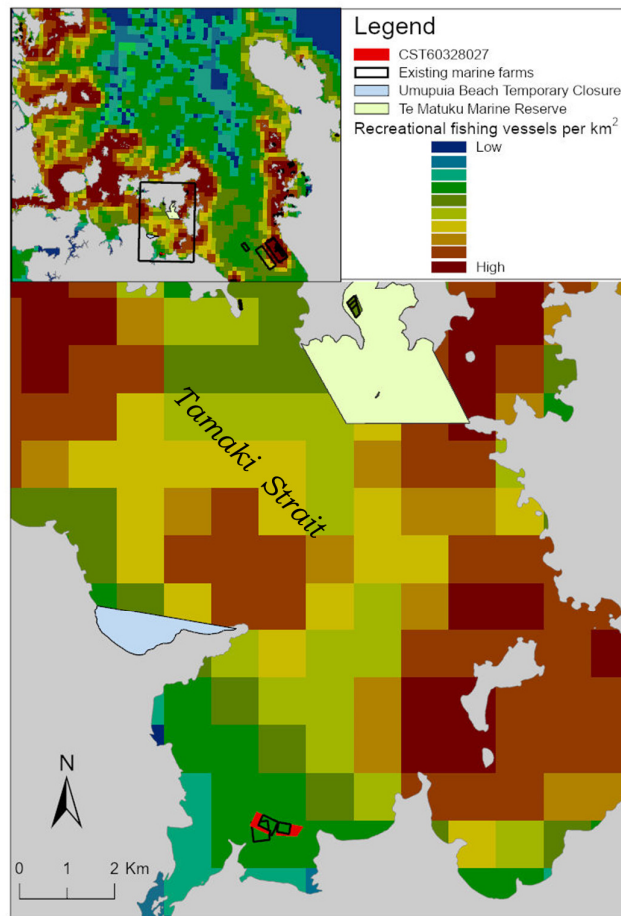 Legend
CST60328027
Existing marine farms
Umupuia Beach Temporary Closure
Te Matuku Marine Reserve
Recreational fishing vessels per km²
Low
High
Tamaki Strait
N
0 1 2 Km